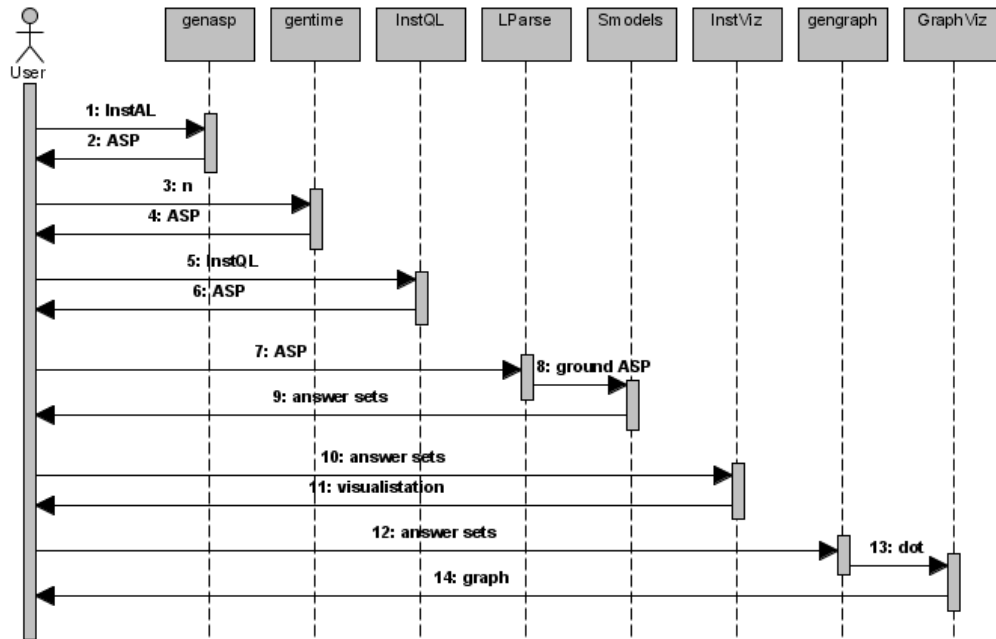 genasp
gentime
InstQL
LParse
Smodels
InstViz
gengraph
GraphViz
User
1: InstAL
2: ASP
3: n
4: ASP
5: InstQL
6: ASP
7: ASP
8: ground ASP
9: answer sets
10: answer sets
11: visualistation
12: answer sets
13: dot
14: graph